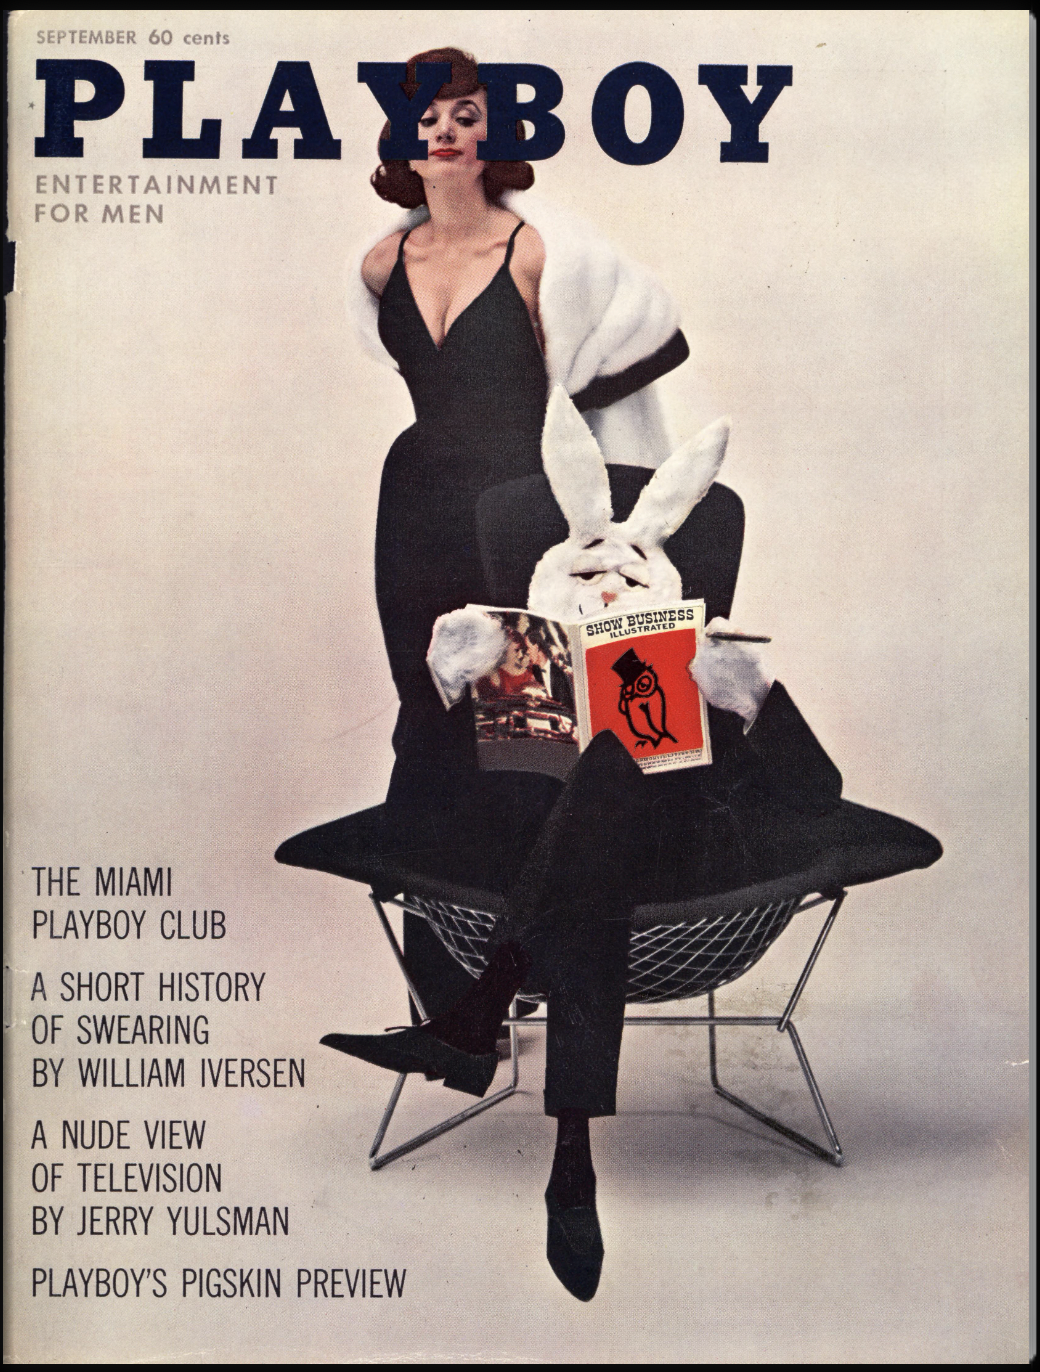 SEPTEMBER 60 cents
PLAYBOY
ENTERTAINMENT
FOR MEN
SHOW BUSINESS
ILLUSTRATED
THE MIAMI
PLAYBOY CLUB
A SHORT HISTORY
OF SWEARING
BY WILLIAM IVERSEN
A NUDE VIEW
OF TELEVISION
BY JERRY YULSMAN
PLAYBOY'S PIGSKIN PREVIEW